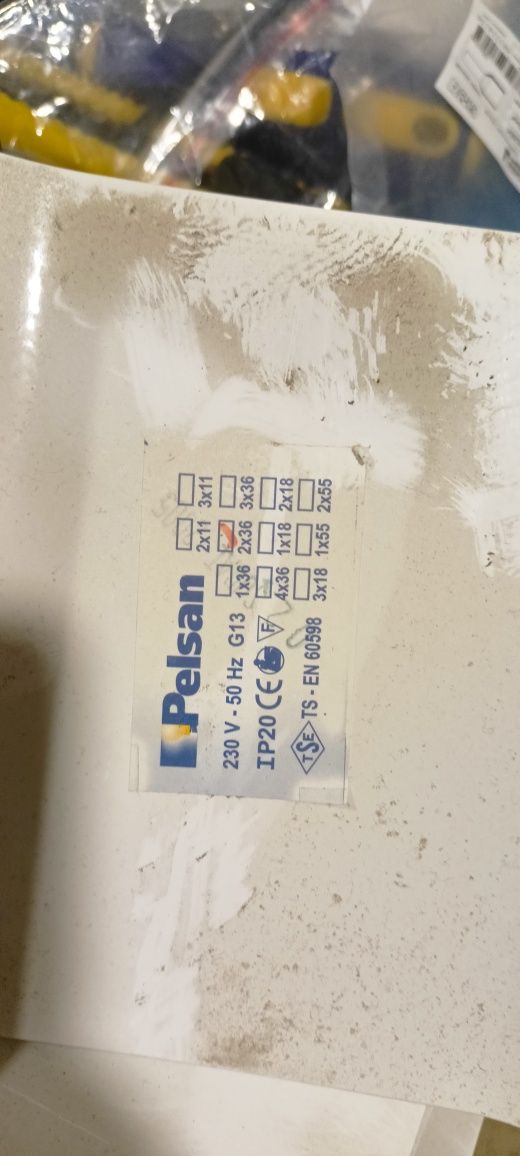 Pelsan
2x11 3x11
230 V - 50 Hz G13 1x36 2x36 3x36
IP20 CE F 4x36 1x18 2x18
TSE TS - EN 60598 3x18 1x55 2x55